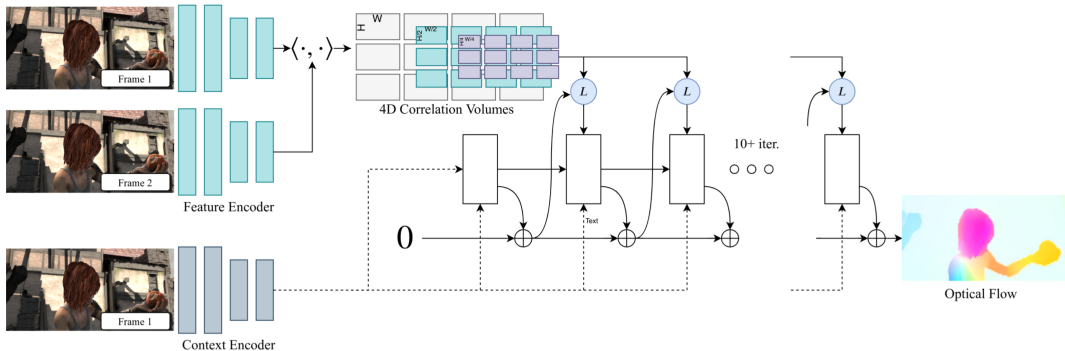 Frame 1
⟨·, ·⟩
H
W
H/2
W/2
H/4
W/4
4D Correlation Volumes
L
L
L
10+ iter.
Frame 2
Feature Encoder
Text
0
Frame 1
Optical Flow
Context Encoder